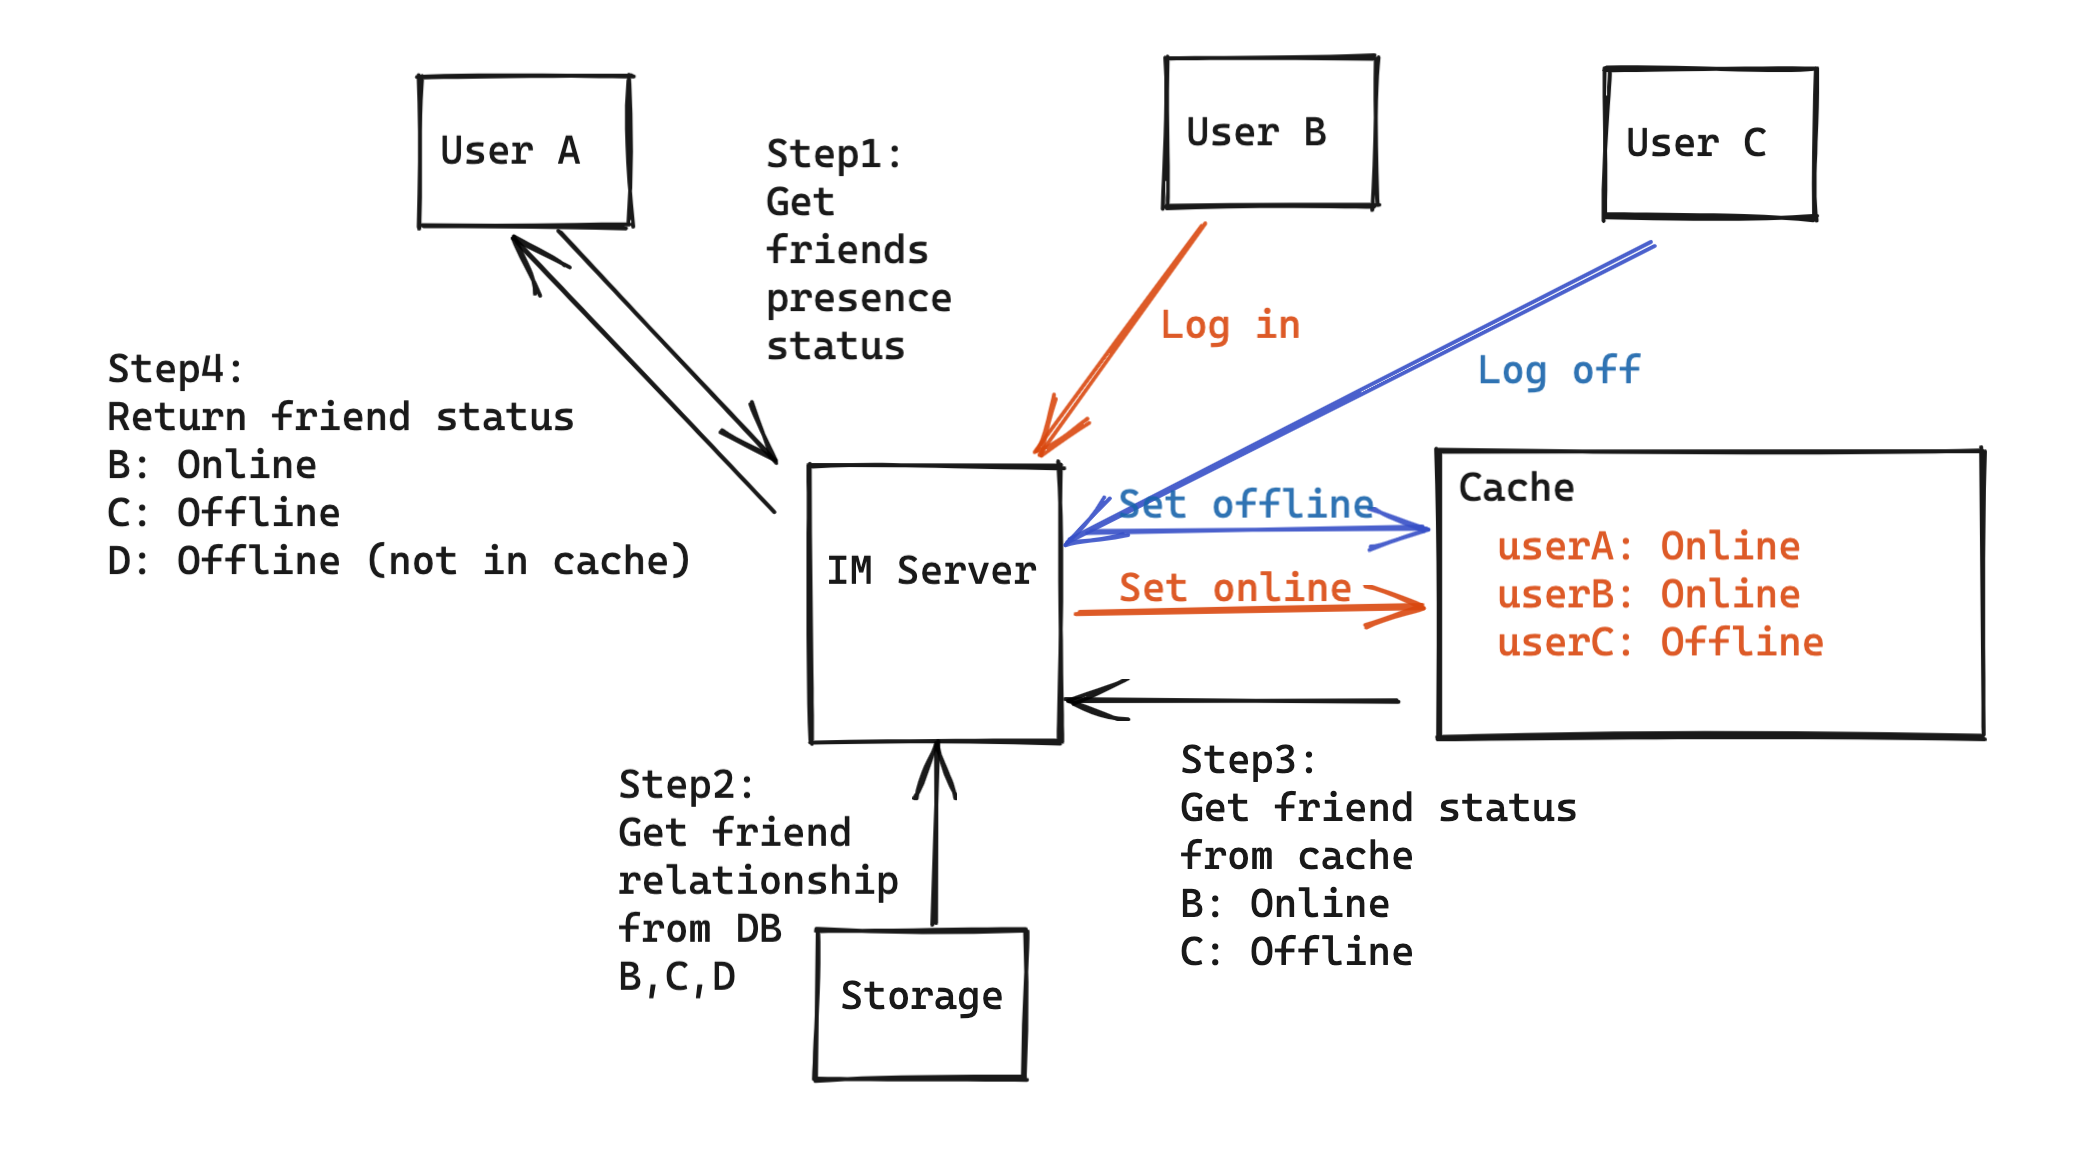 User A
Step1:
Get
friends
presence
status
User B
User C
Log in
Log off
Step4:
Return friend status
B: Online
C: Offline
D: Offline (not in cache)
IM Server
Set offline
Set online
Cache
userA: Online
userB: Online
userC: Offline
Step2:
Get friend
relationship
from DB
B,C,D
Step3:
Get friend status
from cache
B: Online
C: Offline
Storage